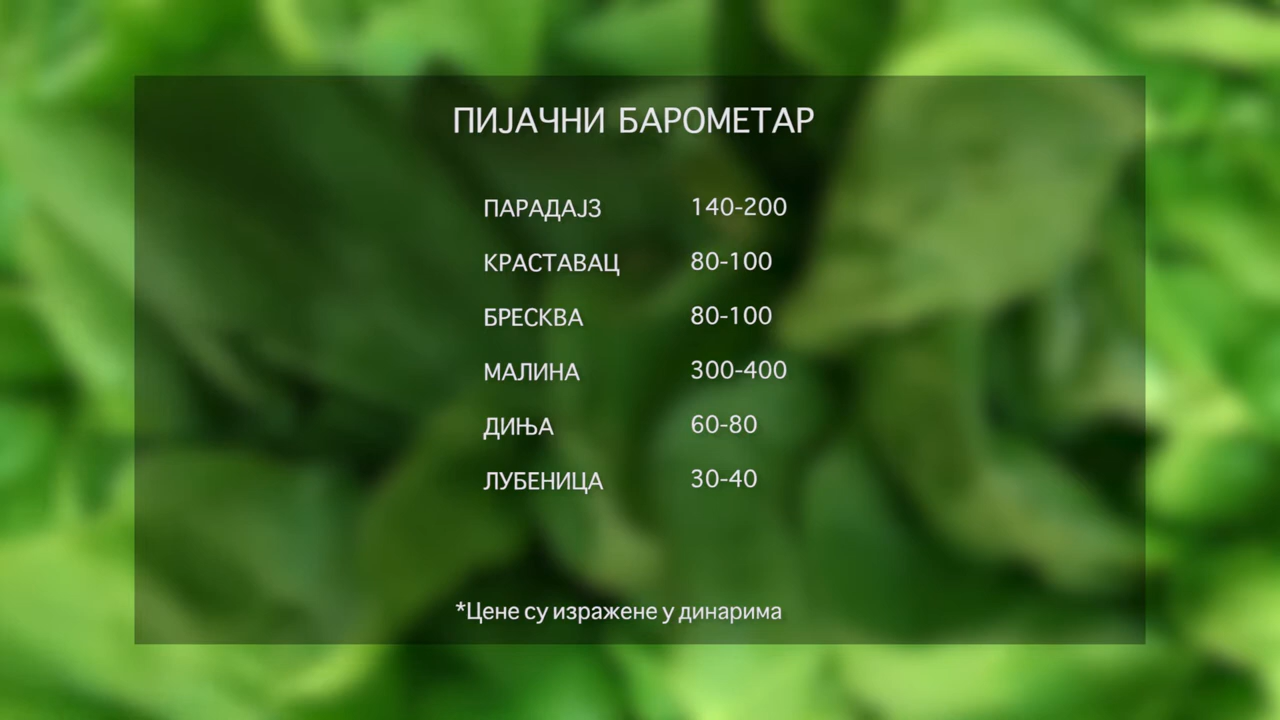 ПИЈАЧНИ БАРОМЕТАР
ПАРАДАЈЗ 140-200
КРАСТАВАЦ 80-100
БРЕСКВА 80-100
МАЛИНА 300-400
ДИЊА 60-80
ЛУБЕНИЦА 30-40
*Цене су изражене у динарима